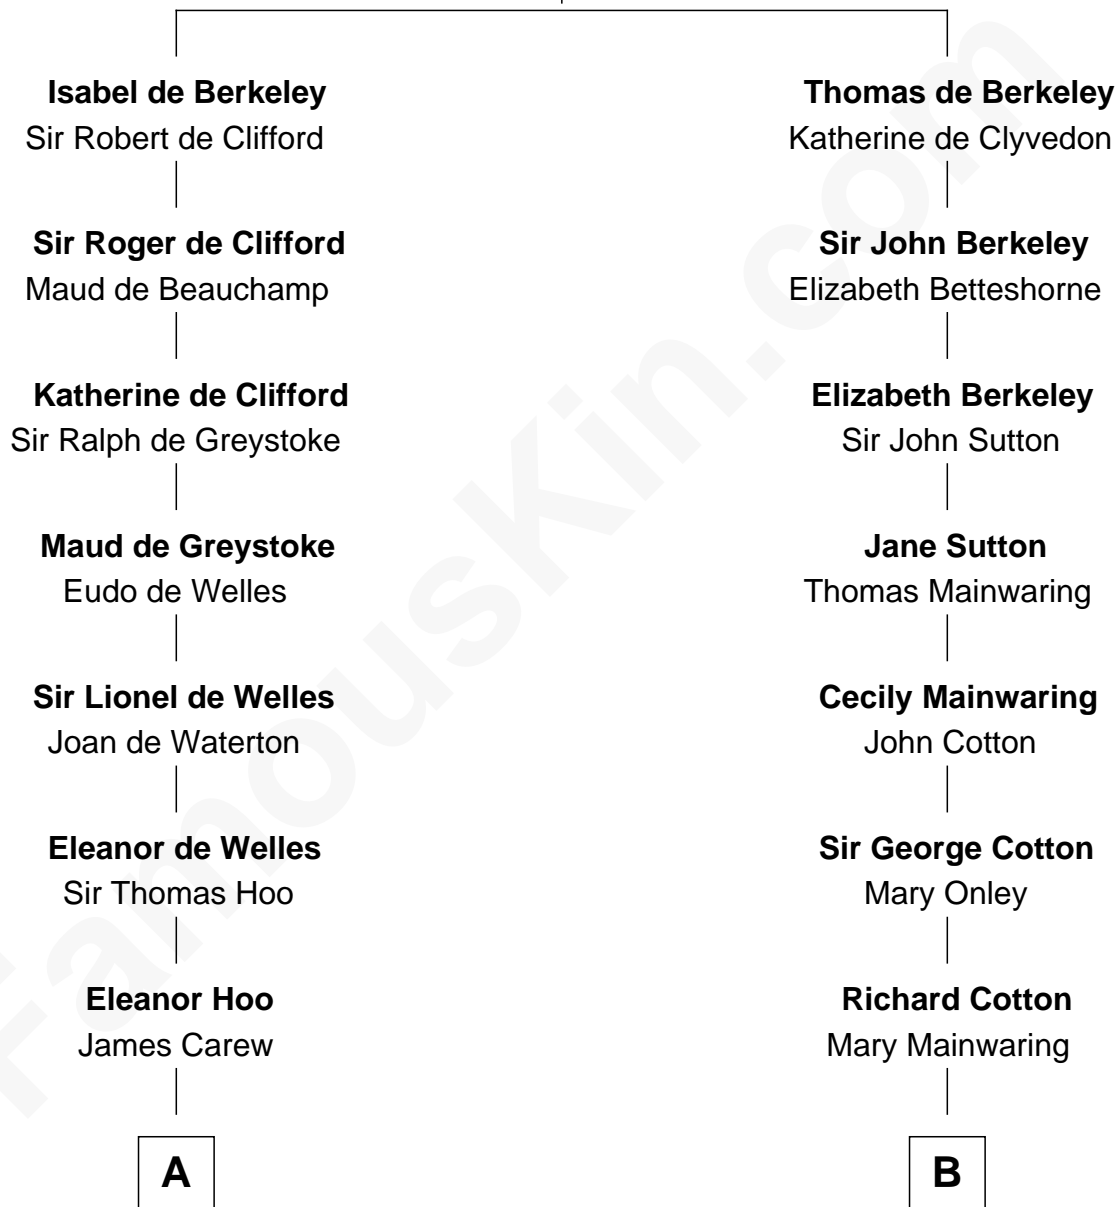 Isabel de Berkeley
Sir Robert de Clifford
Thomas de Berkeley
Katherine de Clyvedon
Sir Roger de Clifford
Maud de Beauchamp
Sir John Berkeley
Elizabeth Betteshorne
Katherine de Clifford
Sir Ralph de Greystoke
Elizabeth Berkeley
Sir John Sutton
Maud de Greystoke
Eudo de Welles
Jane Sutton
Thomas Mainwaring
Sir Lionel de Welles
Joan de Waterton
Cecily Mainwaring
John Cotton
Eleanor de Welles
Sir Thomas Hoo
Sir George Cotton
Mary Onley
Eleanor Hoo
James Carew
Richard Cotton
Mary Mainwaring
A
B
FamousKin.com